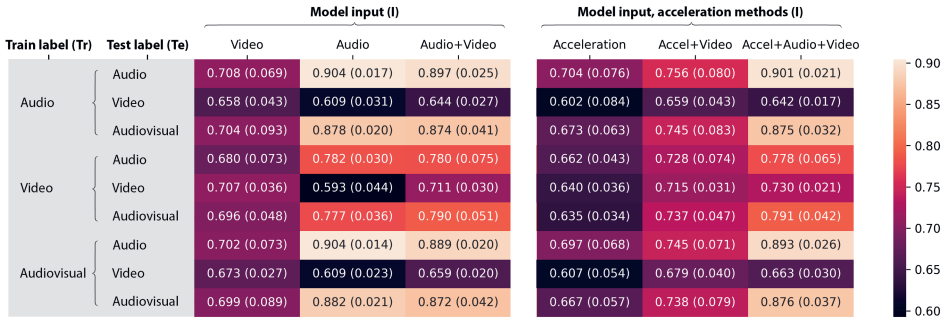 Model input (I) Model input, acceleration methods (I)
Train label (Tr) Test label (Te) Video Audio Audio+Video Acceleration Accel+Video Accel+Audio+Video
Audio 0.708 (0.069) 0.904 (0.017) 0.897 (0.025) 0.704 (0.076) 0.756 (0.080) 0.901 (0.021) 0.90
Audio Video 0.658 (0.043) 0.609 (0.031) 0.644 (0.027) 0.602 (0.084) 0.659 (0.043) 0.642 (0.017)
0.85
Audiovisual 0.704 (0.093) 0.878 (0.020) 0.874 (0.041) 0.673 (0.063) 0.745 (0.083) 0.875 (0.032)
Audio 0.680 (0.073) 0.782 (0.030) 0.780 (0.075) 0.662 (0.043) 0.728 (0.074) 0.778 (0.065) 0.80
Video Video 0.707 (0.036) 0.593 (0.044) 0.711 (0.030) 0.640 (0.036) 0.715 (0.031) 0.730 (0.021) 0.75
Audiovisual 0.696 (0.048) 0.777 (0.036) 0.790 (0.051) 0.635 (0.034) 0.737 (0.047) 0.791 (0.042)
0.70
Audio 0.702 (0.073) 0.904 (0.014) 0.889 (0.020) 0.697 (0.068) 0.745 (0.071) 0.893 (0.026)
Audiovisual Video 0.673 (0.027) 0.609 (0.023) 0.659 (0.020) 0.607 (0.054) 0.679 (0.040) 0.663 (0.030) 0.65
Audiovisual 0.699 (0.089) 0.882 (0.021) 0.872 (0.042) 0.667 (0.057) 0.738 (0.079) 0.876 (0.037) 0.60